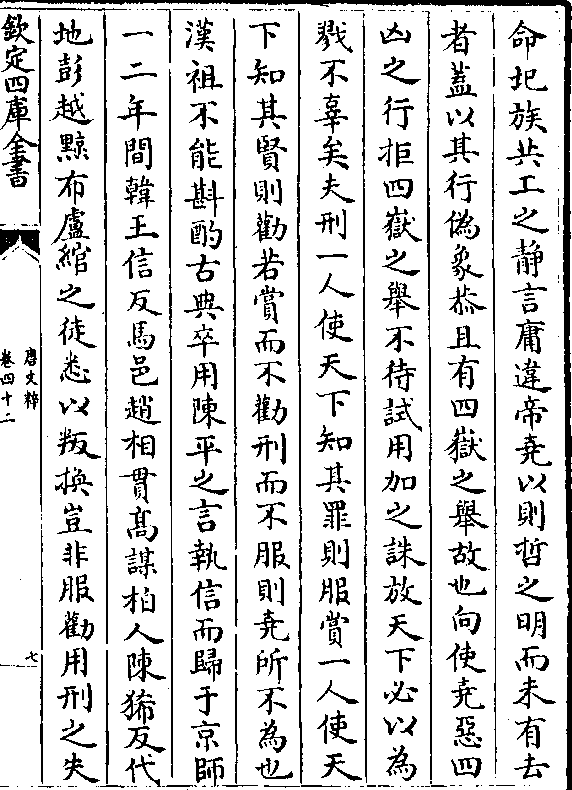 命圮族共工之静言庸違帝堯以則哲之明而未有去
者蓋以其行偽象恭且有四嶽之舉故也向使堯惡四
凶之行拒四嶽之舉不待試用加之誅放天下必以為
戮不辜矣夫刑一人使天下知其罪則服賞一人使天
下知其賢則勸若賞而不勸刑而不服則堯所不為也
漢祖不能斟酌古典卒用陳平之言執信而歸于京師
一二年間韓王信反馬邑趙相貫髙謀柏人陳狶反代
地彭越黥布盧綰之徒悉以叛換豈非服勸用刑之失
欽定四庫全書
唐文粹
卷四十二
七